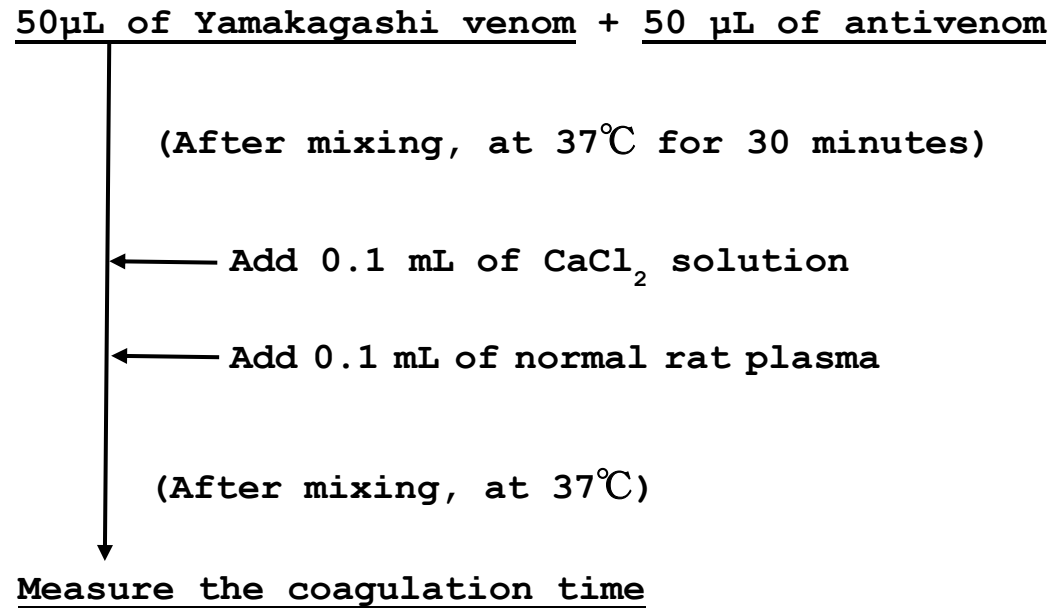 50µL of Yamakagashi venom + 50 µL of antivenom
(After mixing, at 37℃ for 30 minutes)
Add 0.1 mL of CaCl₂ solution
Add 0.1 mL of normal rat plasma
(After mixing, at 37℃)
Measure the coagulation time